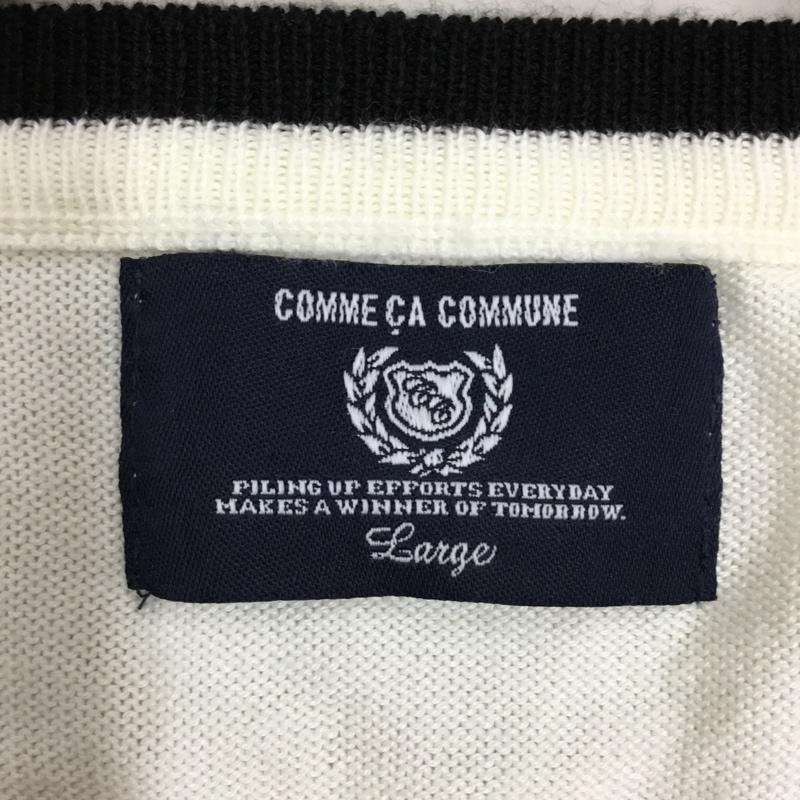 COMME ÇA COMMUNE
PILING UP EFFORTS EVERYDAY
MAKES A WINNER OF TOMORROW.
Large